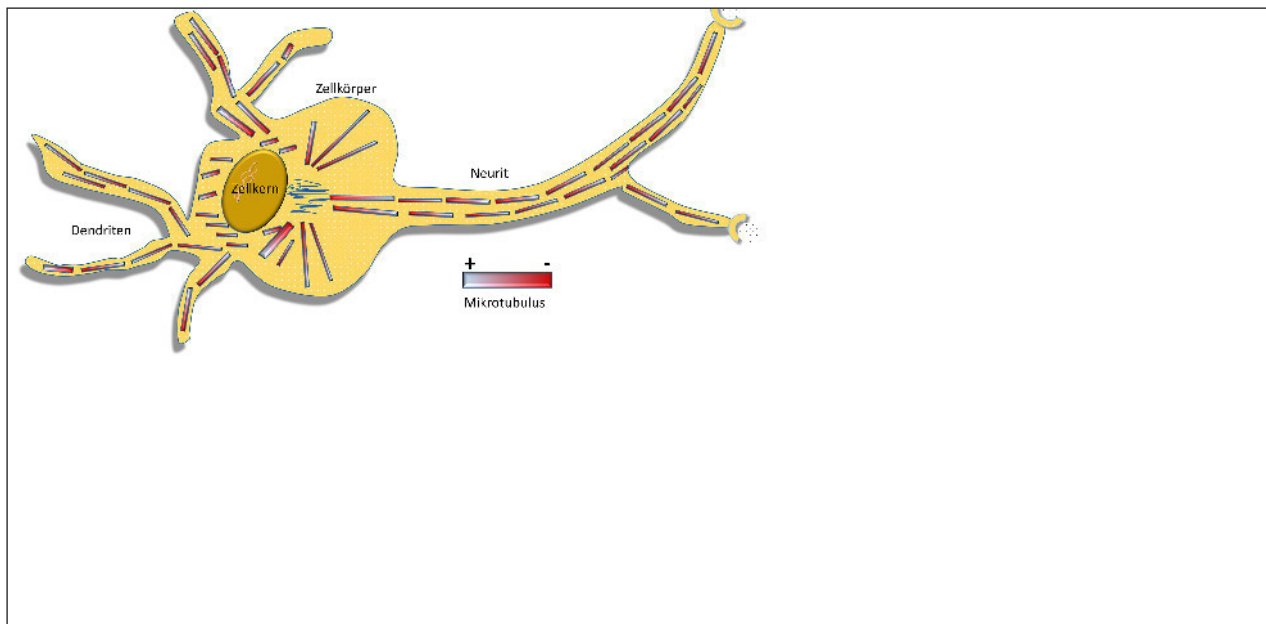 Zellkörper
Zellkern
Neurit
Dendriten
+ -
Mikrotubulus